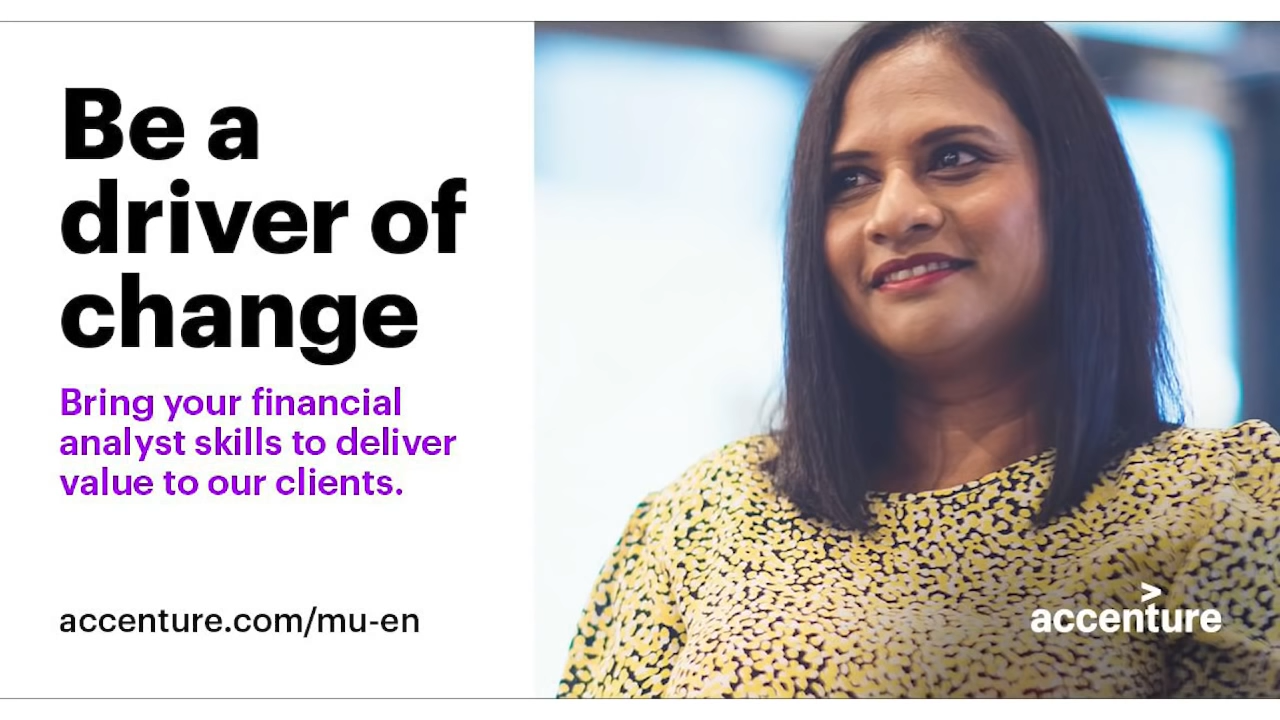 Be a
driver of
change
Bring your financial
analyst skills to deliver
value to our clients.
accenture.com/mu-en
>
accenture